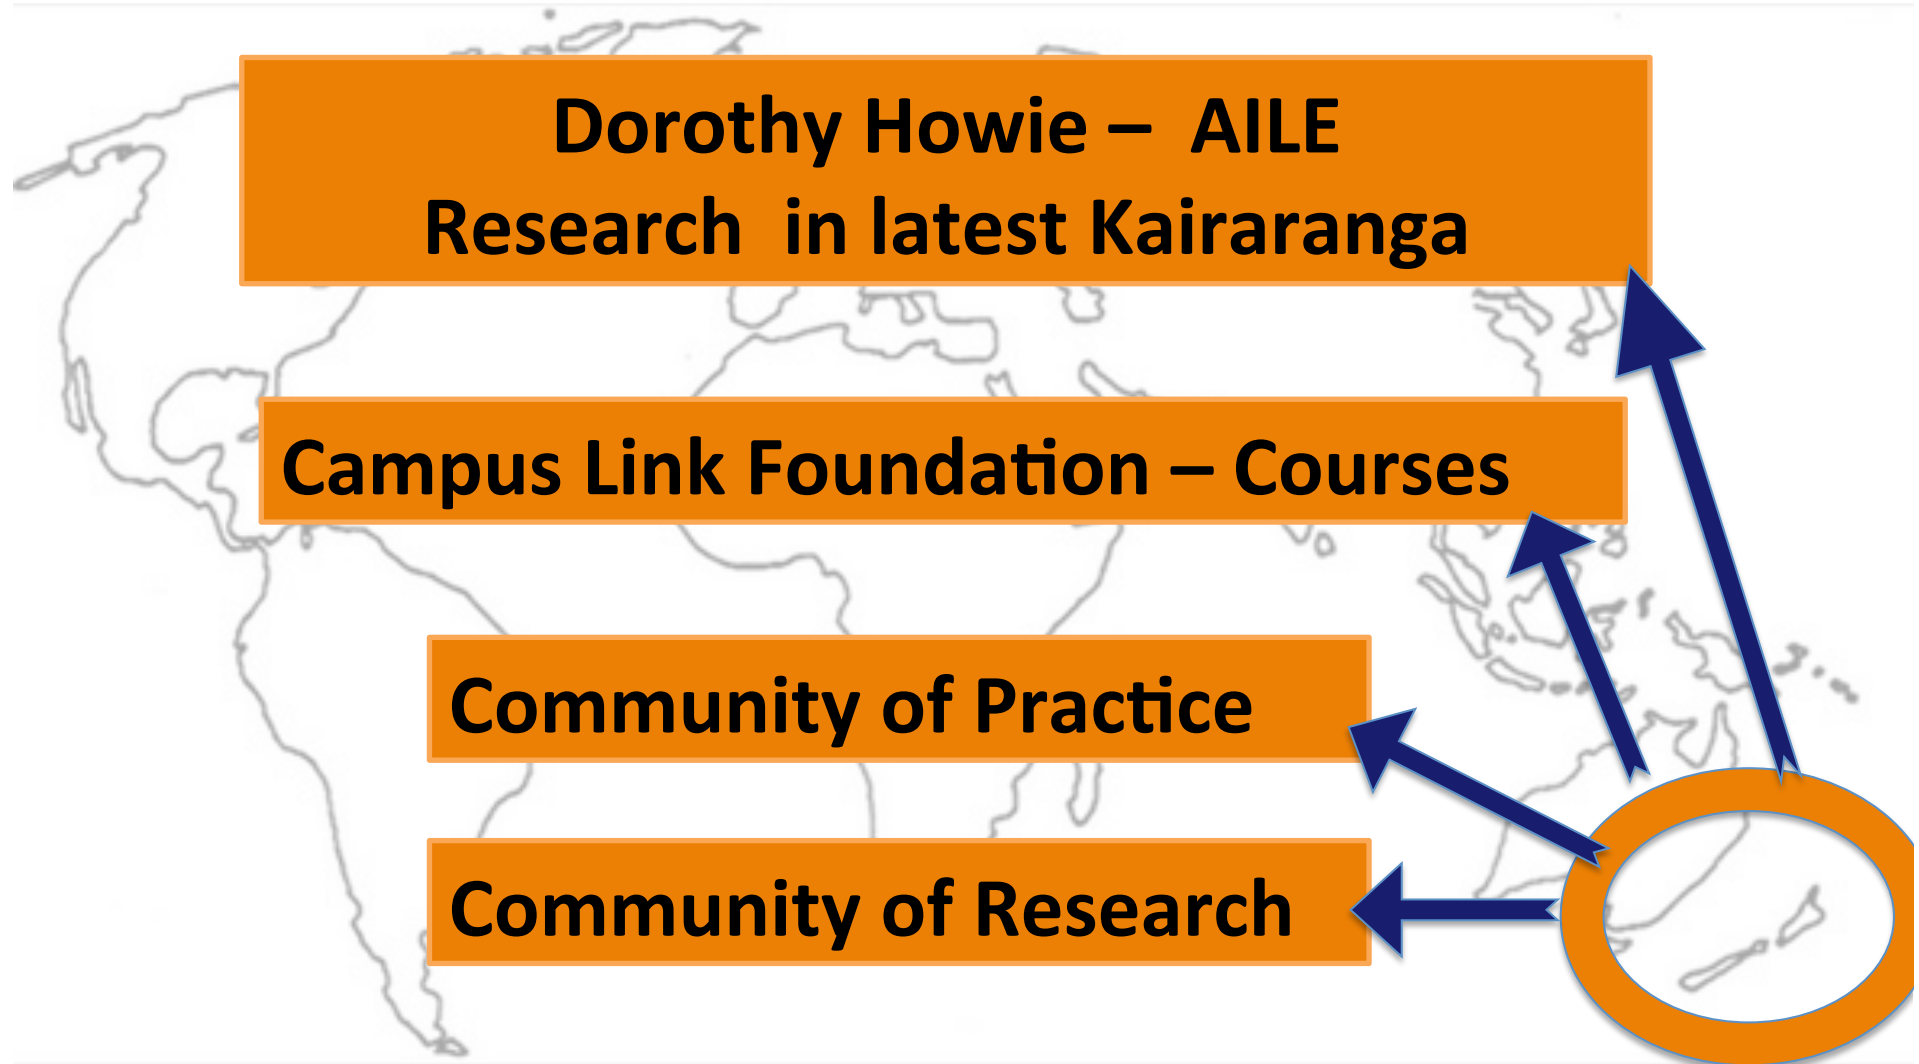 Dorothy Howie – AILE
Research in latest Kairaranga
Campus Link Foundation – Courses
Community of Practice
Community of Research